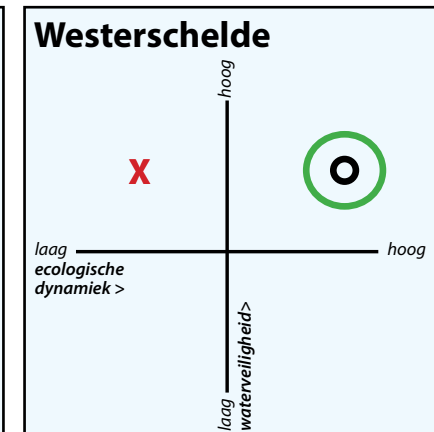 Westerschelde
hoog
X
laag
hoog
ecologische
dynamiek >
waterveiligheid>
laag